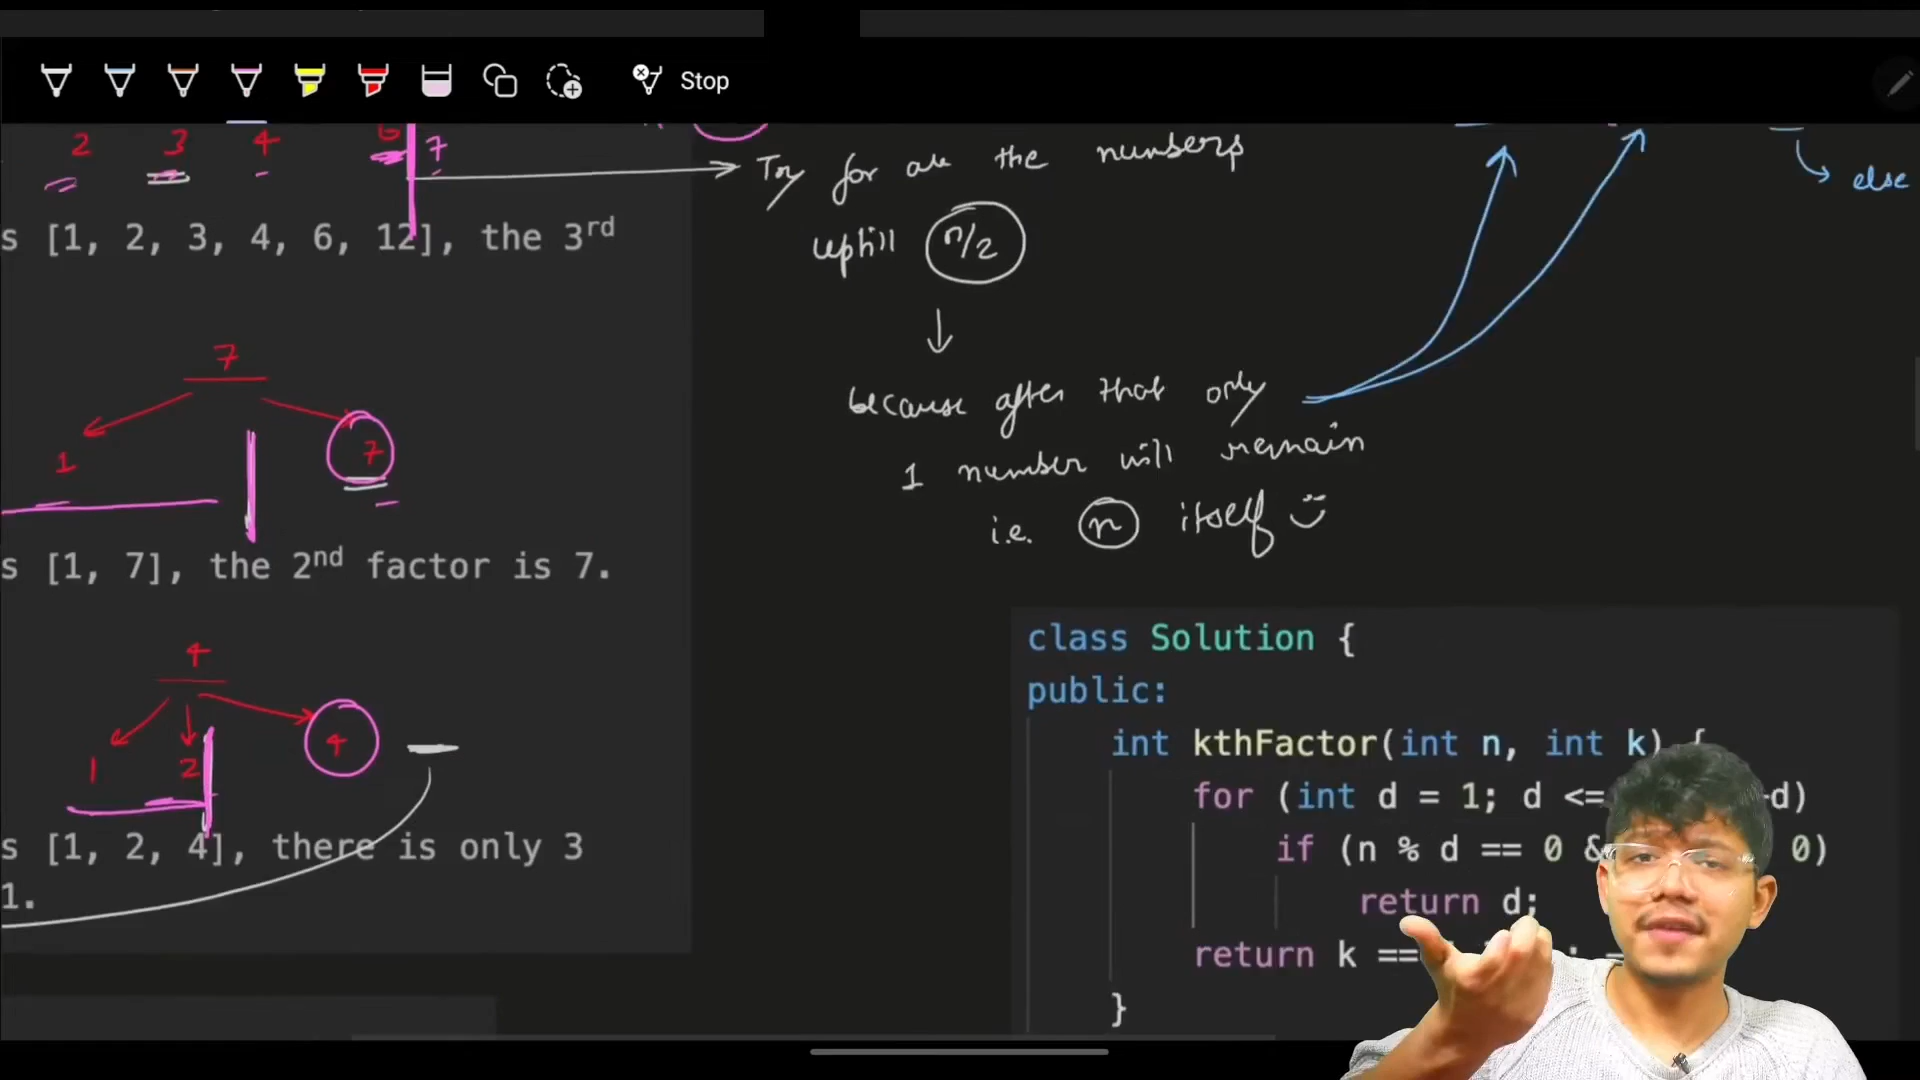 Stop
2 3 4 6 7
Try for all the numbers
uptill n/2
else
s [1, 2, 3, 4, 6, 12], the 3rd
7
because after that only
1 7
1 number will remain
i.e. n itself
s [1, 7], the 2nd factor is 7.
4
1 2 4
s [1, 2, 4], there is only 3
1.
class Solution {
public:
int kthFactor(int n, int k) {
for (int d = 1; d <= d)
if (n % d == 0 & 0)
return d;
return k ==
}